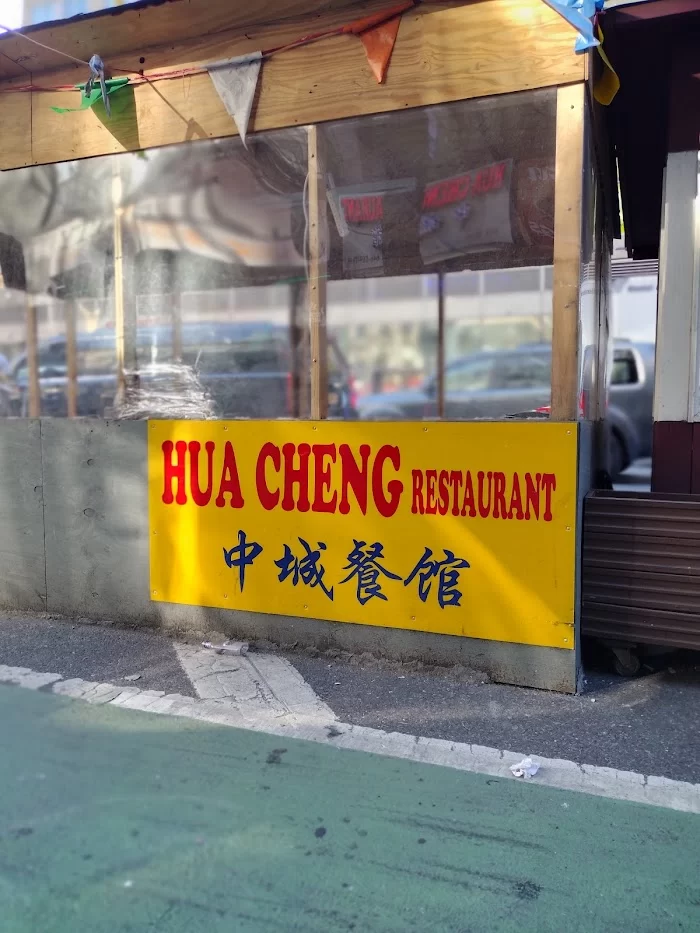 HUA CHENG RESTAURANT
中城餐馆